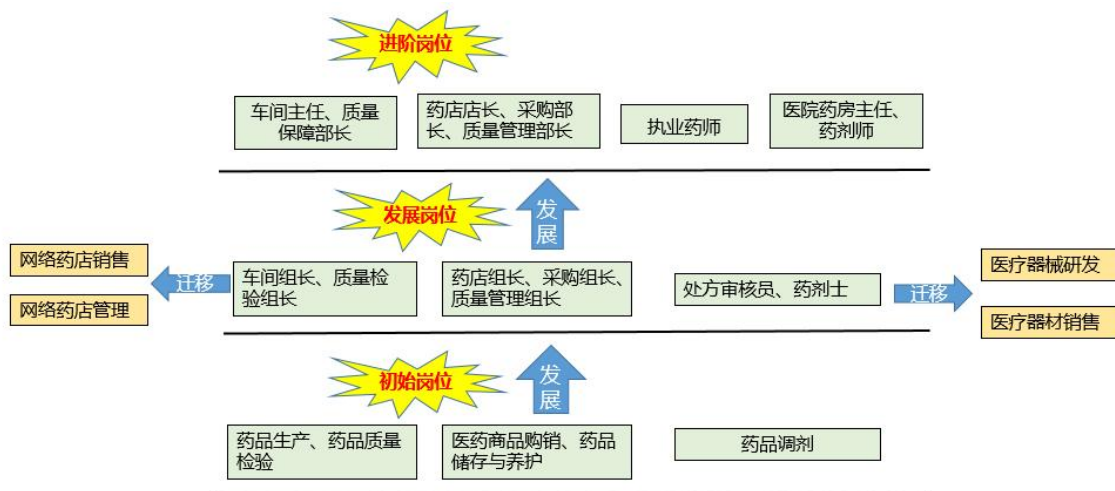 进阶岗位
车间主任、质量
保障部长
药店店长、采购部
长、质量管理部长
执业药师
医院药房主任、
药剂师
发展岗位
发
展
网络药店销售
网络药店管理
迁移
车间组长、质量检
验组长
药店组长、采购组长、
质量管理组长
处方审核员、药剂士
迁移
医疗器械研发
医疗器材销售
初始岗位
发
展
药品生产、药品质量
检验
医药商品购销、药品
储存与养护
药品调剂